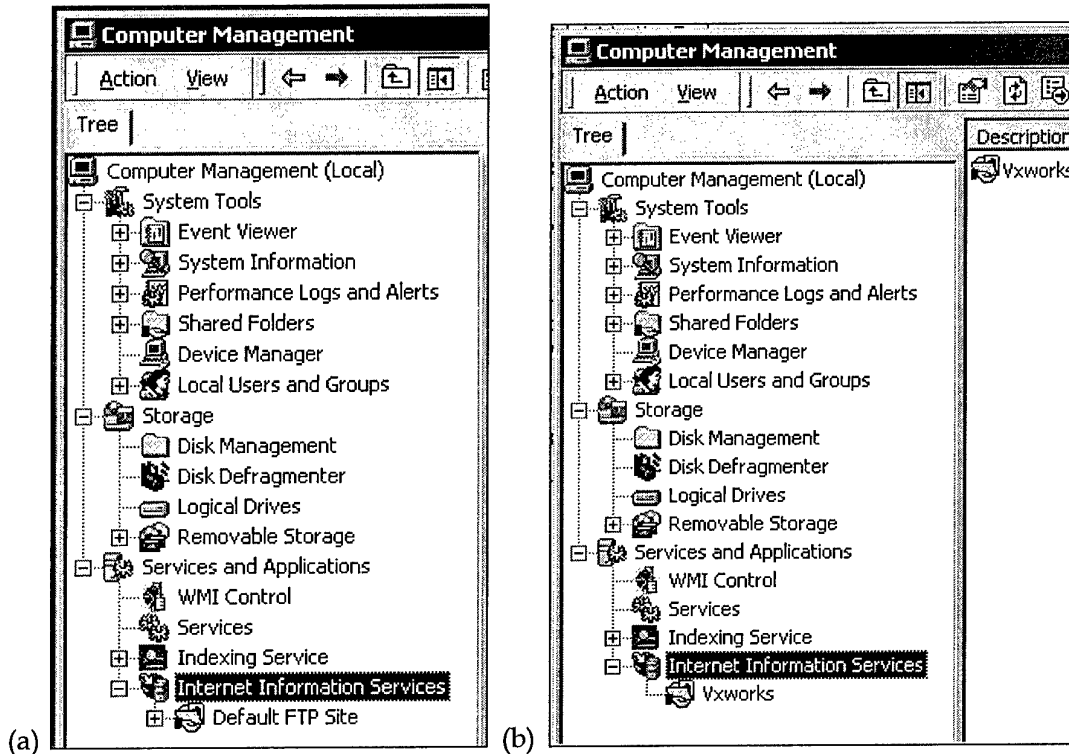 Computer Management
Action View
Tree
Computer Management (Local)
System Tools
Event Viewer
System Information
Performance Logs and Alerts
Shared Folders
Device Manager
Local Users and Groups
Storage
Disk Management
Disk Defragmenter
Logical Drives
Removable Storage
Services and Applications
WMI Control
Services
Indexing Service
Internet Information Services
Default FTP Site
(a)
Computer Management
Action View
Tree
Description
Computer Management (Local)
Vxworks
System Tools
Event Viewer
System Information
Performance Logs and Alerts
Shared Folders
Device Manager
Local Users and Groups
Storage
Disk Management
Disk Defragmenter
Logical Drives
Removable Storage
Services and Applications
WMI Control
Services
Indexing Service
Internet Information Services
Vxworks
(b)